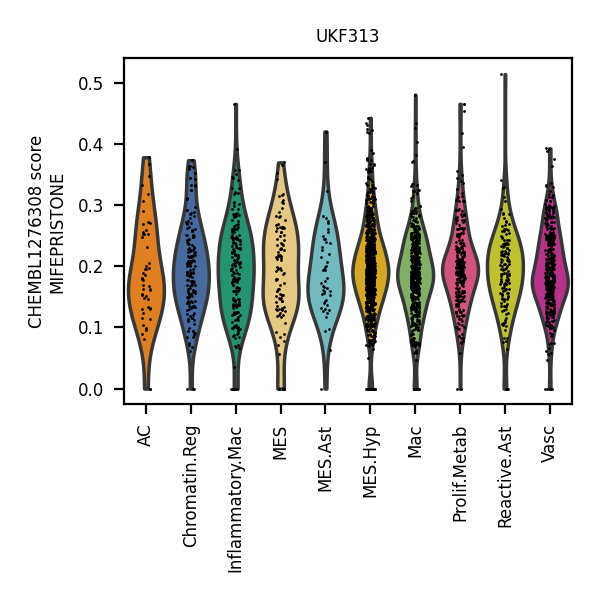 UKF313
CHEMBL1276308 score
MIFEPRISTONE
0.5
0.4
0.3
0.2
0.1
0.0
AC
Chromatin.Reg
Inflammatory.Mac
MES
MES.Ast
MES.Hyp
Mac
Prolif.Metab
Reactive.Ast
Vasc